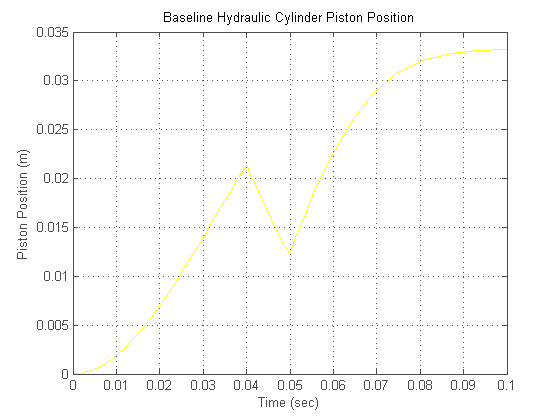 Baseline Hydraulic Cylinder Piston Position
0.035
0.03
0.025
0.02
0.015
0.01
0.005
0
Piston Position (m)
0 0.01 0.02 0.03 0.04 0.05 0.06 0.07 0.08 0.09 0.1
Time (sec)